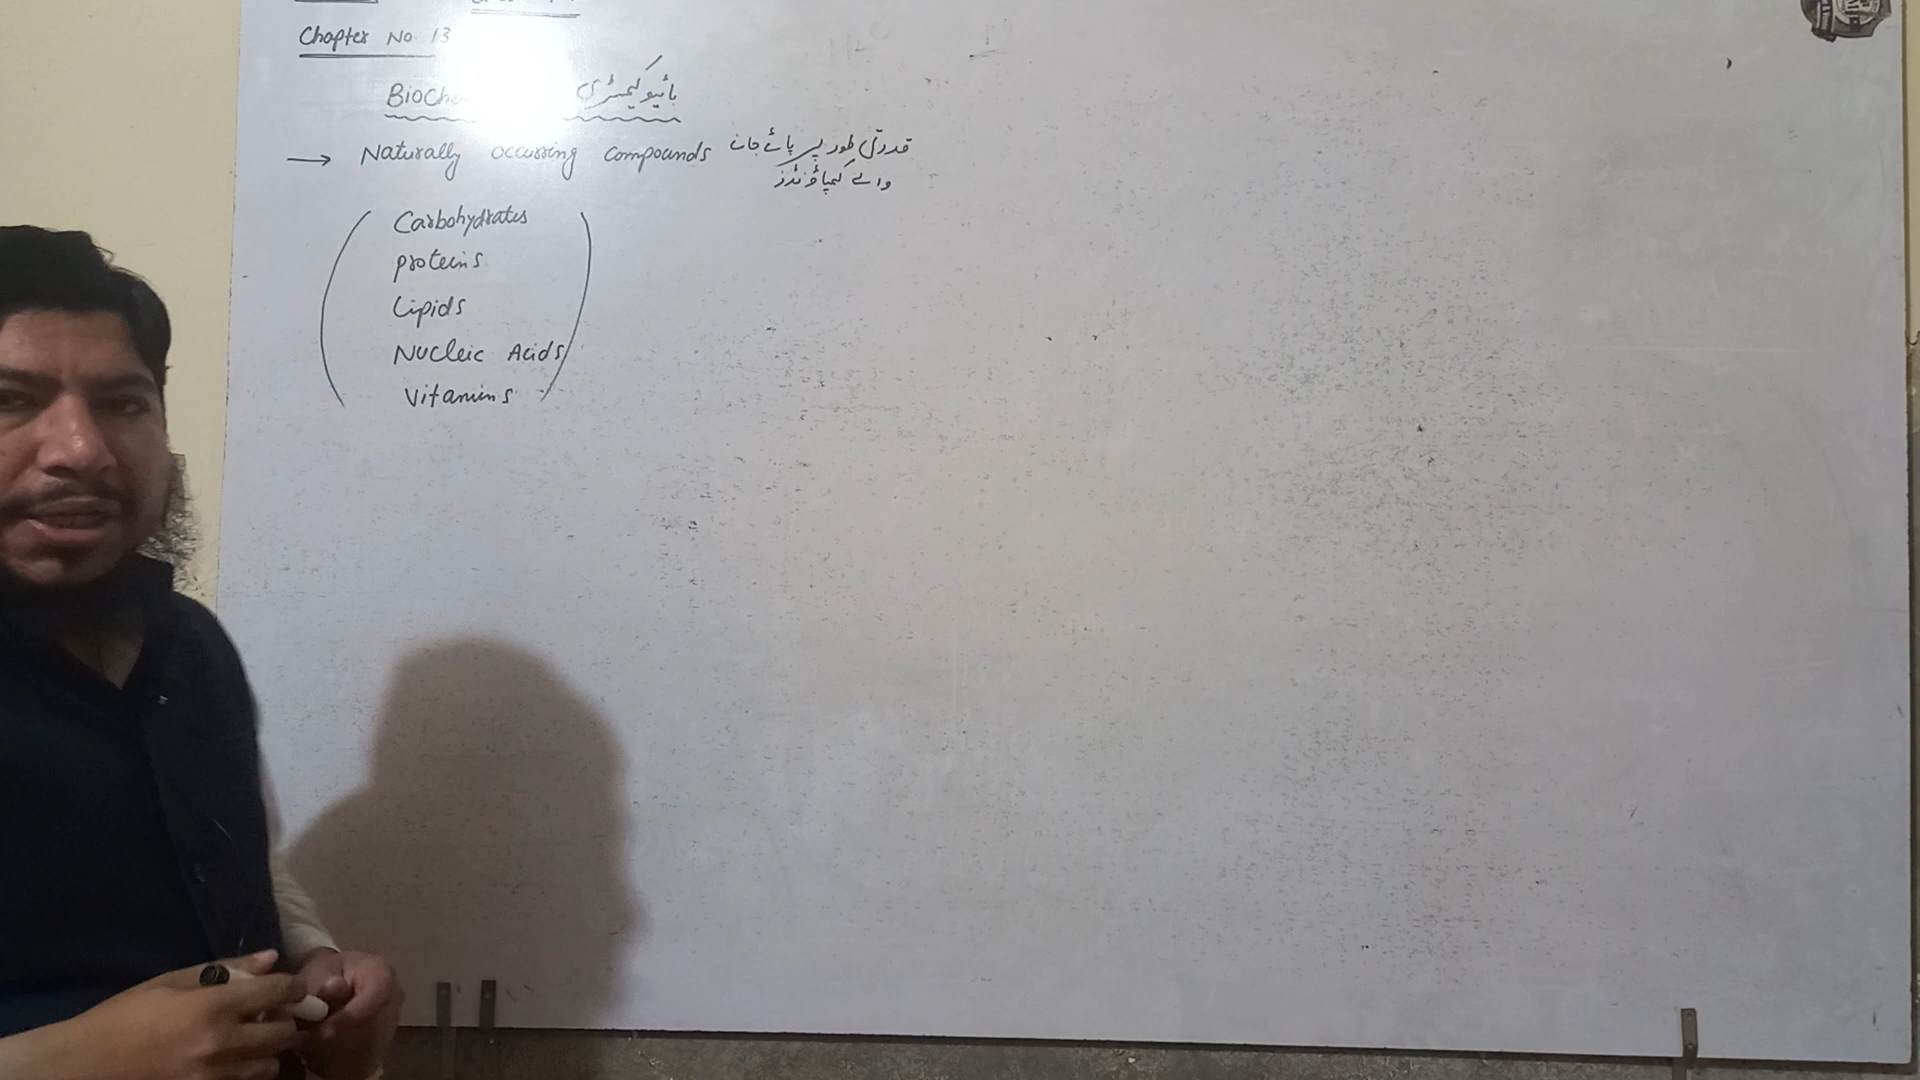 Chapter No. 13
Bioche بائیوکیمسٹری
→ Naturally occurring compounds قدرتی طور پر پائے جانے
والے کمپاؤنڈز
( Carbohydrates )
proteins
Lipids
Nucleic Acids
Vitamins